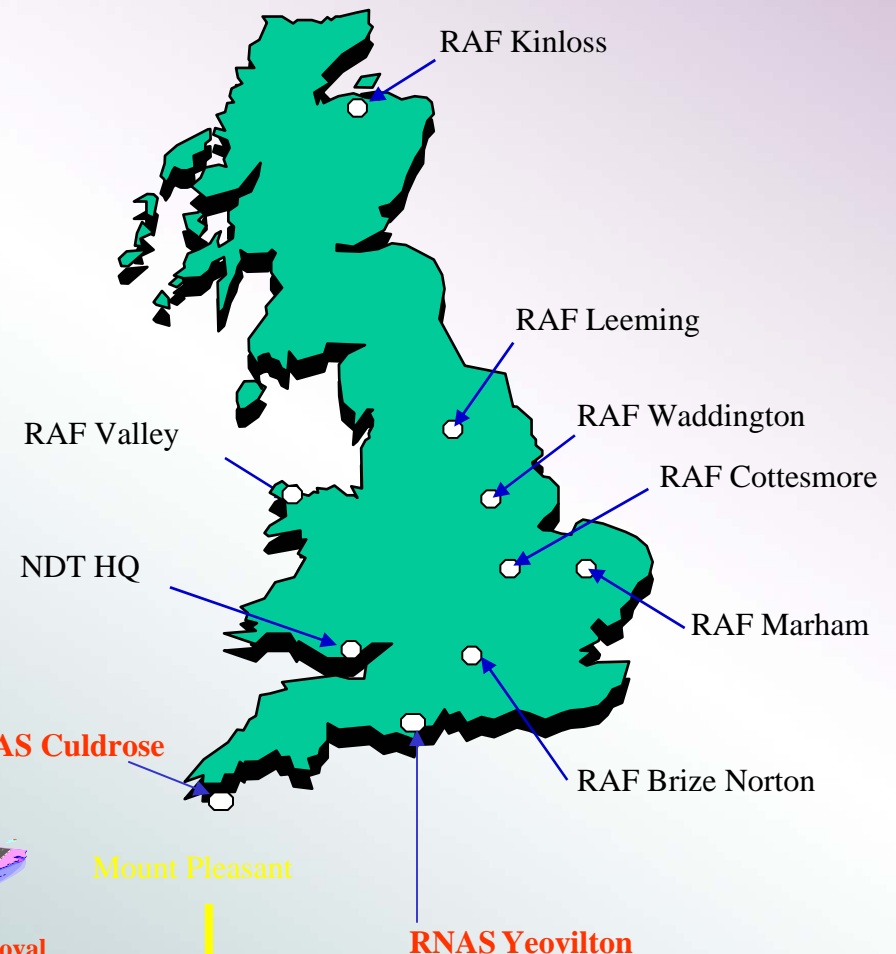 RAF Kinloss
RAF Leeming
RAF Waddington
RAF Valley
RAF Cottesmore
NDT HQ
RAF Marham
AS Culdrose
RAF Brize Norton
Mount Pleasant
RNAS Yeovilton
oyal